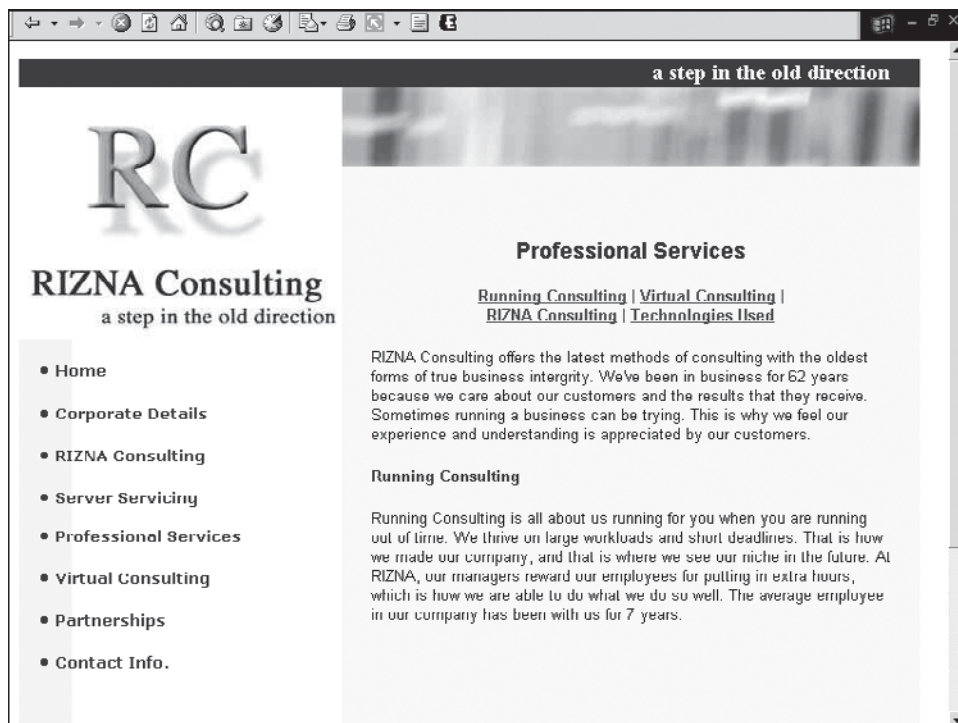 a step in the old direction
RC
RIZNA Consulting
a step in the old direction
• Home
• Corporate Details
• RIZNA Consulting
• Server Servicing
• Professional Services
• Virtual Consulting
• Partnerships
• Contact Info.
Professional Services
Running Consulting | Virtual Consulting |
RIZNA Consulting | Technologies Used
RIZNA Consulting offers the latest methods of consulting with the oldest
forms of true business intergrity. We've been in business for 62 years
because we care about our customers and the results that they receive.
Sometimes running a business can be trying. This is why we feel our
experience and understanding is appreciated by our customers.
Running Consulting
Running Consulting is all about us running for you when you are running
out of time. We thrive on large workloads and short deadlines. That is how
we made our company, and that is where we see our niche in the future. At
RIZNA, our managers reward our employees for putting in extra hours,
which is how we are able to do what we do so well. The average employee
in our company has been with us for 7 years.